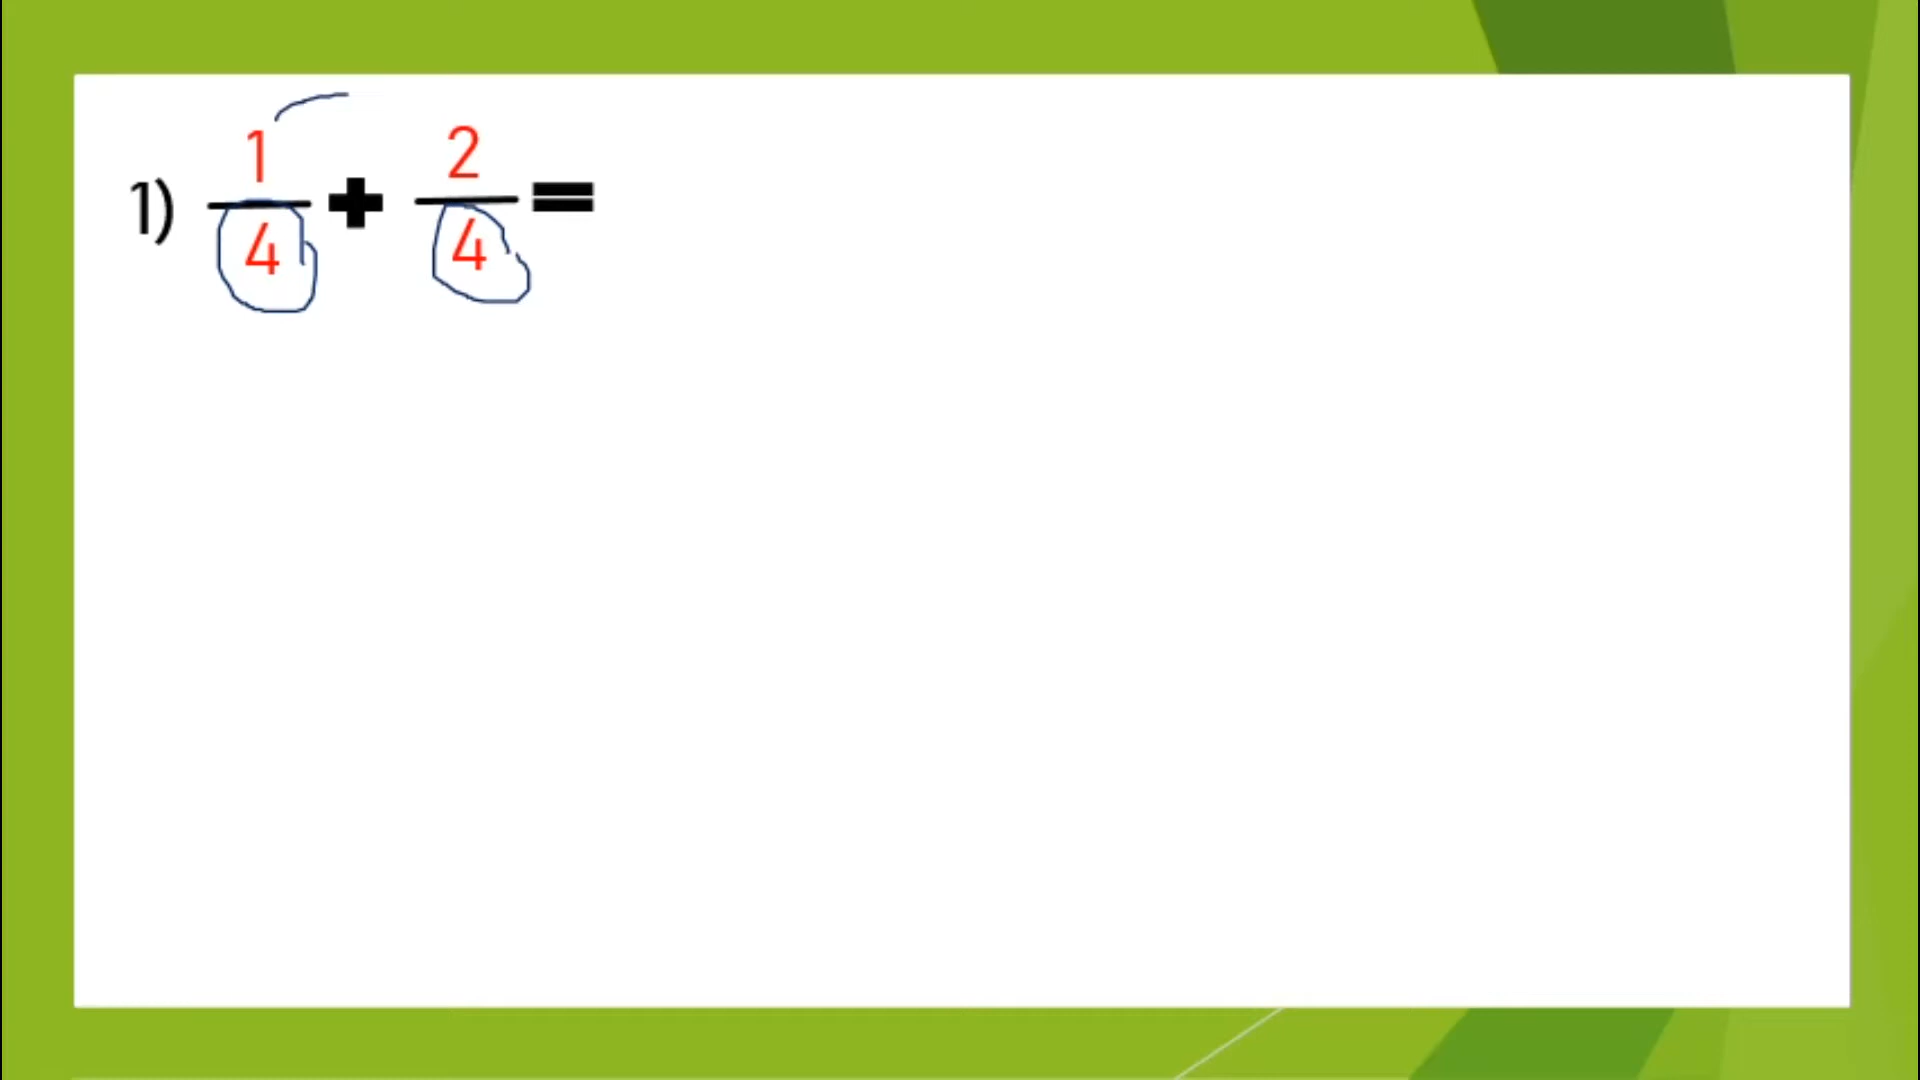 1) 1/4 + 2/4 =